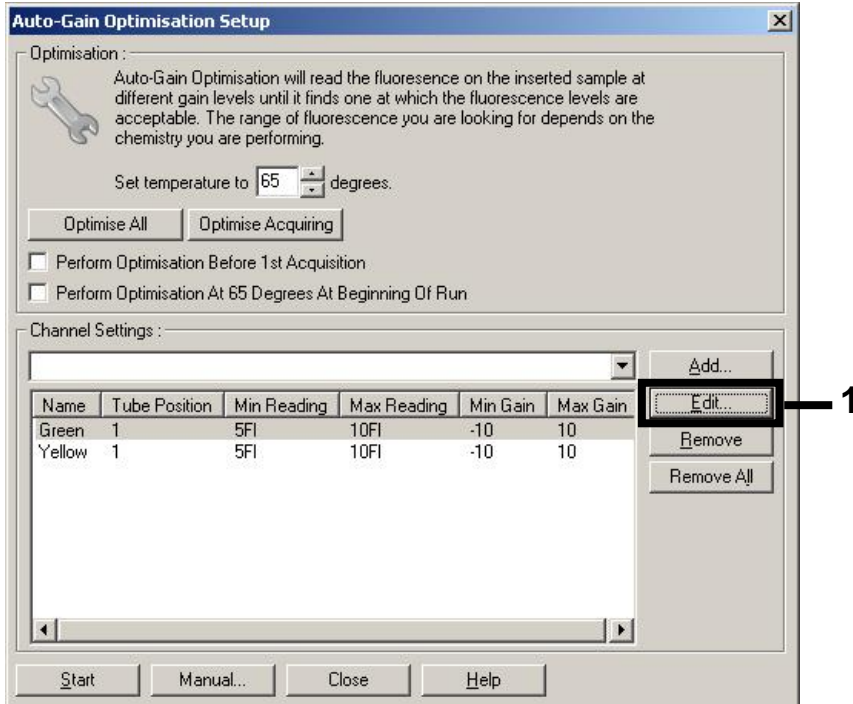 Auto-Gain Optimisation Setup
Optimisation :
Auto-Gain Optimisation will read the fluoresence on the inserted sample at
different gain levels until it finds one at which the fluorescence levels are
acceptable. The range of fluorescence you are looking for depends on the
chemistry you are performing.
Set temperature to 65 degrees.
Optimise All Optimise Acquiring
Perform Optimisation Before 1st Acquisition
Perform Optimisation At 65 Degrees At Beginning Of Run
Channel Settings :
Add...
Name Tube Position Min Reading Max Reading Min Gain Max Gain Edit... 1
Green 1 5Fl 10Fl -10 10
Remove
Yellow 1 5Fl 10Fl -10 10
Remove All
Start Manual... Close Help